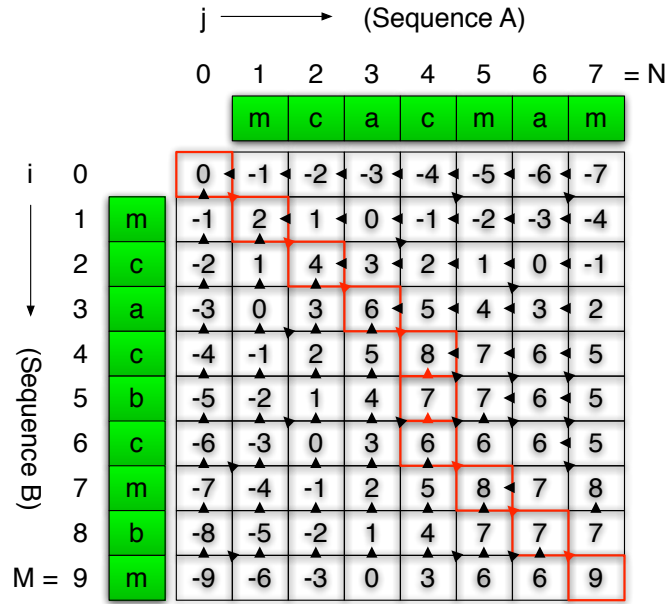 j (Sequence A)
0 1 2 3 4 5 6 7 = N
m c a c m a m
i 0 0 -1 -2 -3 -4 -5 -6 -7
1 m -1 2 1 0 -1 -2 -3 -4
2 c -2 1 4 3 2 1 0 -1
3 a -3 0 3 6 5 4 3 2
4 c -4 -1 2 5 8 7 6 5
5 b -5 -2 1 4 7 7 6 5
6 c -6 -3 0 3 6 6 6 5
7 m -7 -4 -1 2 5 8 7 8
8 b -8 -5 -2 1 4 7 7 7
M = 9 m -9 -6 -3 0 3 6 6 9
(Sequence B)